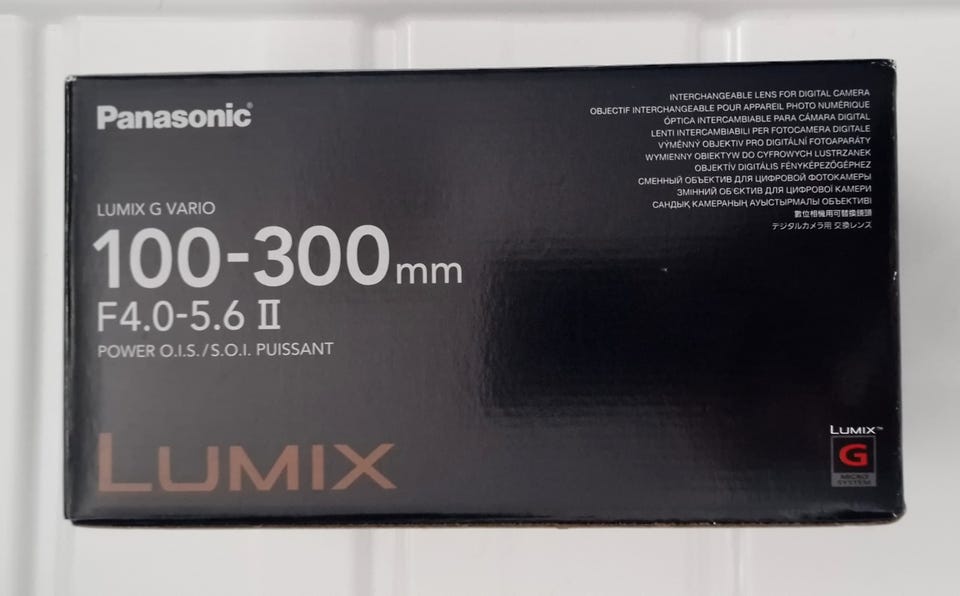 Panasonic®
LUMIX G VARIO
100-300mm
F4.0-5.6 II
POWER O.I.S./S.O.I. PUISSANT
LUMIX
INTERCHANGEABLE LENS FOR DIGITAL CAMERA
OBJECTIF INTERCHANGEABLE POUR APPAREIL PHOTO NUMÉRIQUE
ÓPTICA INTERCAMBIABLE PARA CÁMARA DIGITAL
LENTI INTERCAMBIABILI PER FOTOCAMERA DIGITALE
VÝMĚNNÝ OBJEKTIV PRO DIGITÁLNÍ FOTOAPARÁTY
WYMIENNY OBIEKTYW DO CYFROWYCH LUSTRZANEK
OBJEKTÍV DIGITÁLIS FÉNYKÉPEZŐGÉPHEZ
СМЕННЫЙ ОБЪЕКТИВ ДЛЯ ЦИФРОВОЙ ФОТОКАМЕРЫ
ЗМІННИЙ ОБ'ЄКТИВ ДЛЯ ЦИФРОВОЇ КАМЕРИ
САНДЫҚ КАМЕРАНЫҢ АУЫСТЫРМАЛЫ ОБЪЕКТИВІ
數位相機用可替換鏡頭
デジタルカメラ用 交換レンズ
LUMIX™
G
MICRO
SYSTEM